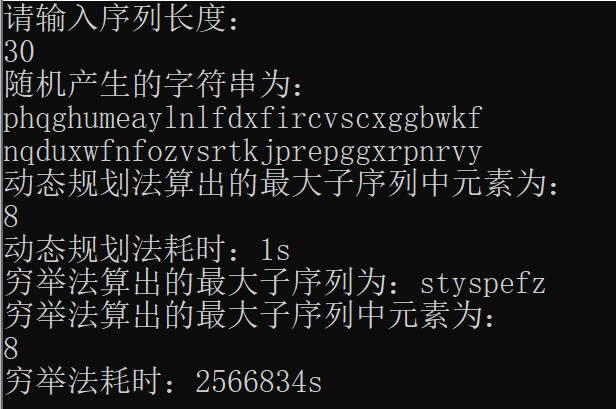 请输入序列长度：
30
随机产生的字符串为：
phqghumeaylnlfdxfircvscxggbwkf
nqduxwfnfozvsrtkjprepggxrpnrvy
动态规划法算出的最大子序列中元素为：
8
动态规划法耗时：1s
穷举法算出的最大子序列为：styspefz
穷举法算出的最大子序列中元素为：
8
穷举法耗时：2566834s